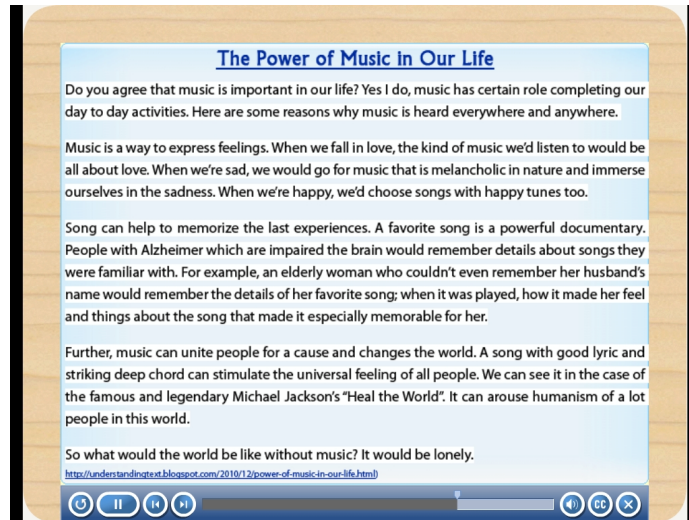 The Power of Music in Our Life
Do you agree that music is important in our life? Yes I do, music has certain role completing our
day to day activities. Here are some reasons why music is heard everywhere and anywhere.
Music is a way to express feelings. When we fall in love, the kind of music we'd listen to would be
all about love. When we're sad, we would go for music that is melancholic in nature and immerse
ourselves in the sadness. When we're happy, we'd choose songs with happy tunes too.
Song can help to memorize the last experiences. A favorite song is a powerful documentary.
People with Alzheimer which are impaired the brain would remember details about songs they
were familiar with. For example, an elderly woman who couldn't even remember her husband's
name would remember the details of her favorite song; when it was played, how it made her feel
and things about the song that made it especially memorable for her.
Further, music can unite people for a cause and changes the world. A song with good lyric and
striking deep chord can stimulate the universal feeling of all people. We can see it in the case of
the famous and legendary Michael Jackson's "Heal the World". It can arouse humanism of a lot
people in this world.
So what would the world be like without music? It would be lonely.
http://understandingtext.blogspot.com/2010/12/power-of-music-in-our-life.html)
CC